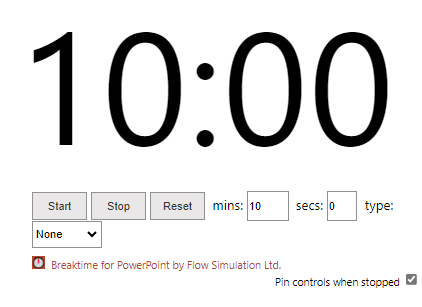 10:00
Start Stop Reset mins: 10 secs: 0 type:
None
Breaktime for PowerPoint by Flow Simulation Ltd.
Pin controls when stopped